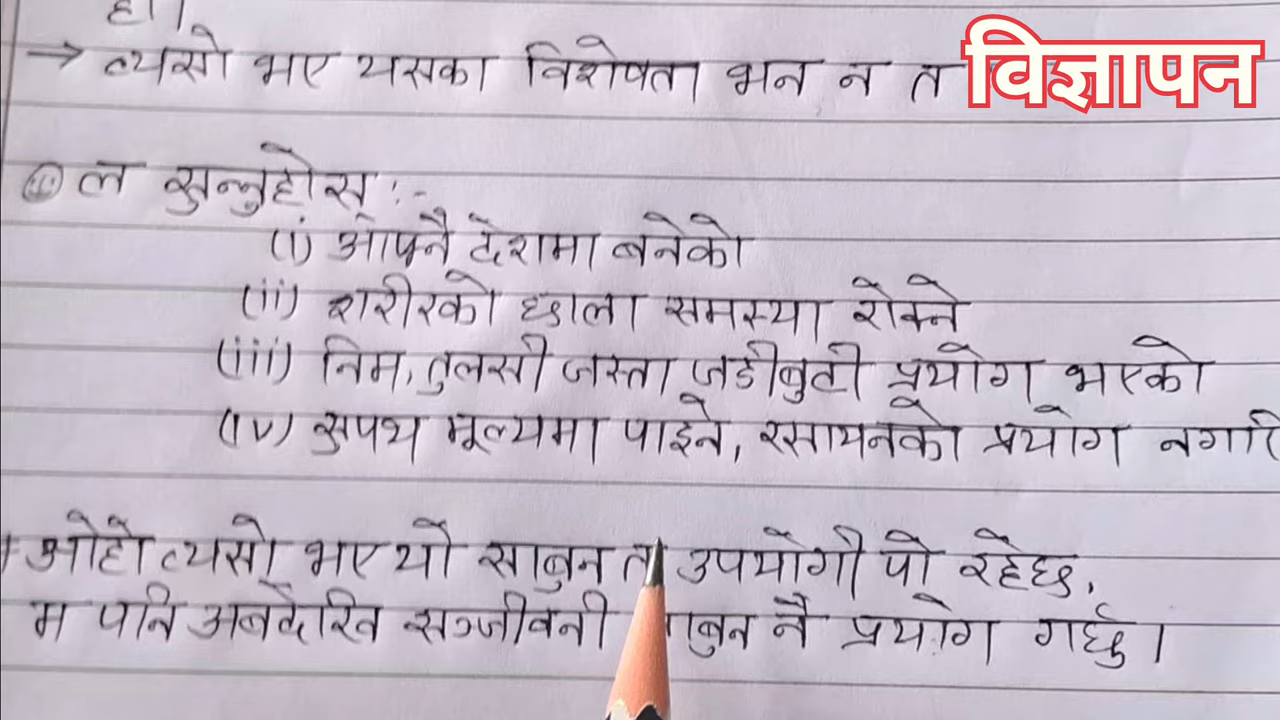 हो।
→ त्यसो भए यसका विशेषता भन न त
विज्ञापन
ल सुन्नुहोस् :-
(i) आफ्नै देशमा बनेको
(ii) शरीरको छाला समस्या रोक्ने
(iii) निम, तुलसी जस्ता जडीबुटी प्रयोग भएको
(iv) सुपथ मूल्यमा पाइने, रसायनको प्रयोग नगरि
ओहो त्यसो भए यो साबुन त उपयोगी पो रहेछ,
म पनि अबदेखि सञ्जीवनी साबुन नै प्रयोग गर्छु।